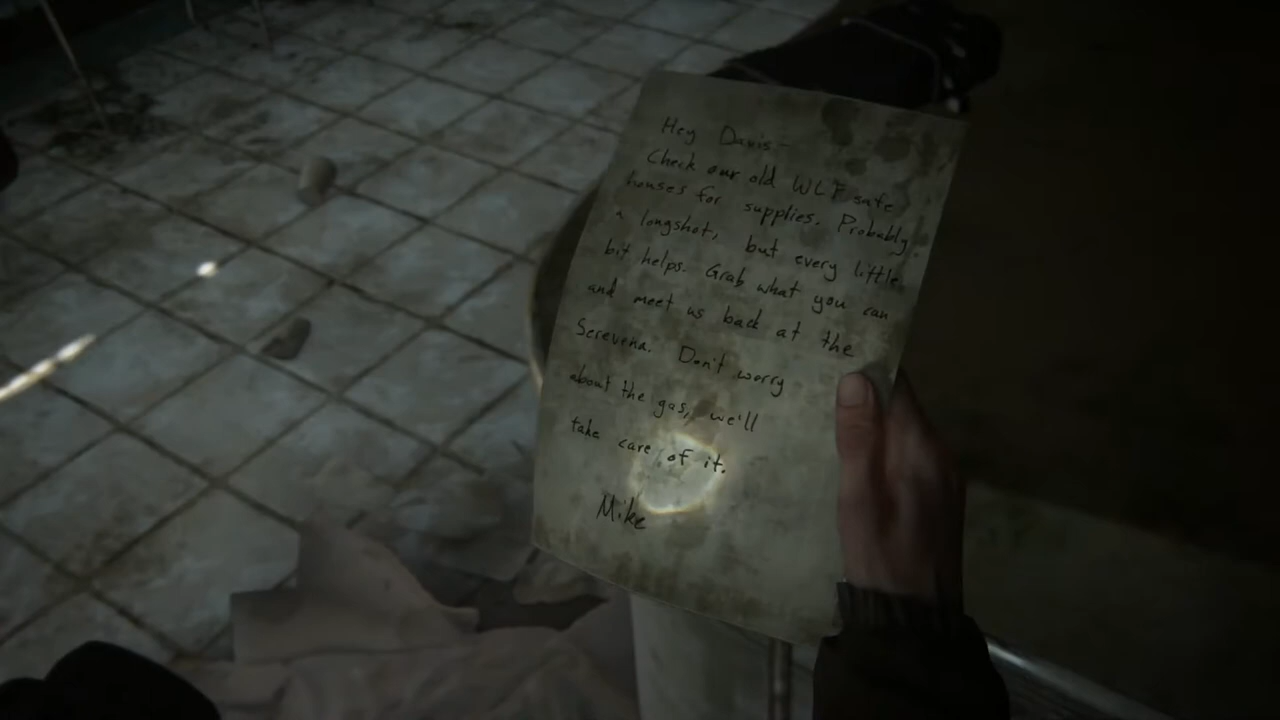 Hey Davis-
Check our old WLF safe
houses for supplies. Probably
a longshot, but every little
bit helps. Grab what you can
and meet us back at the
Serevena. Don't worry
about the gas, we'll
take care of it.
Mike